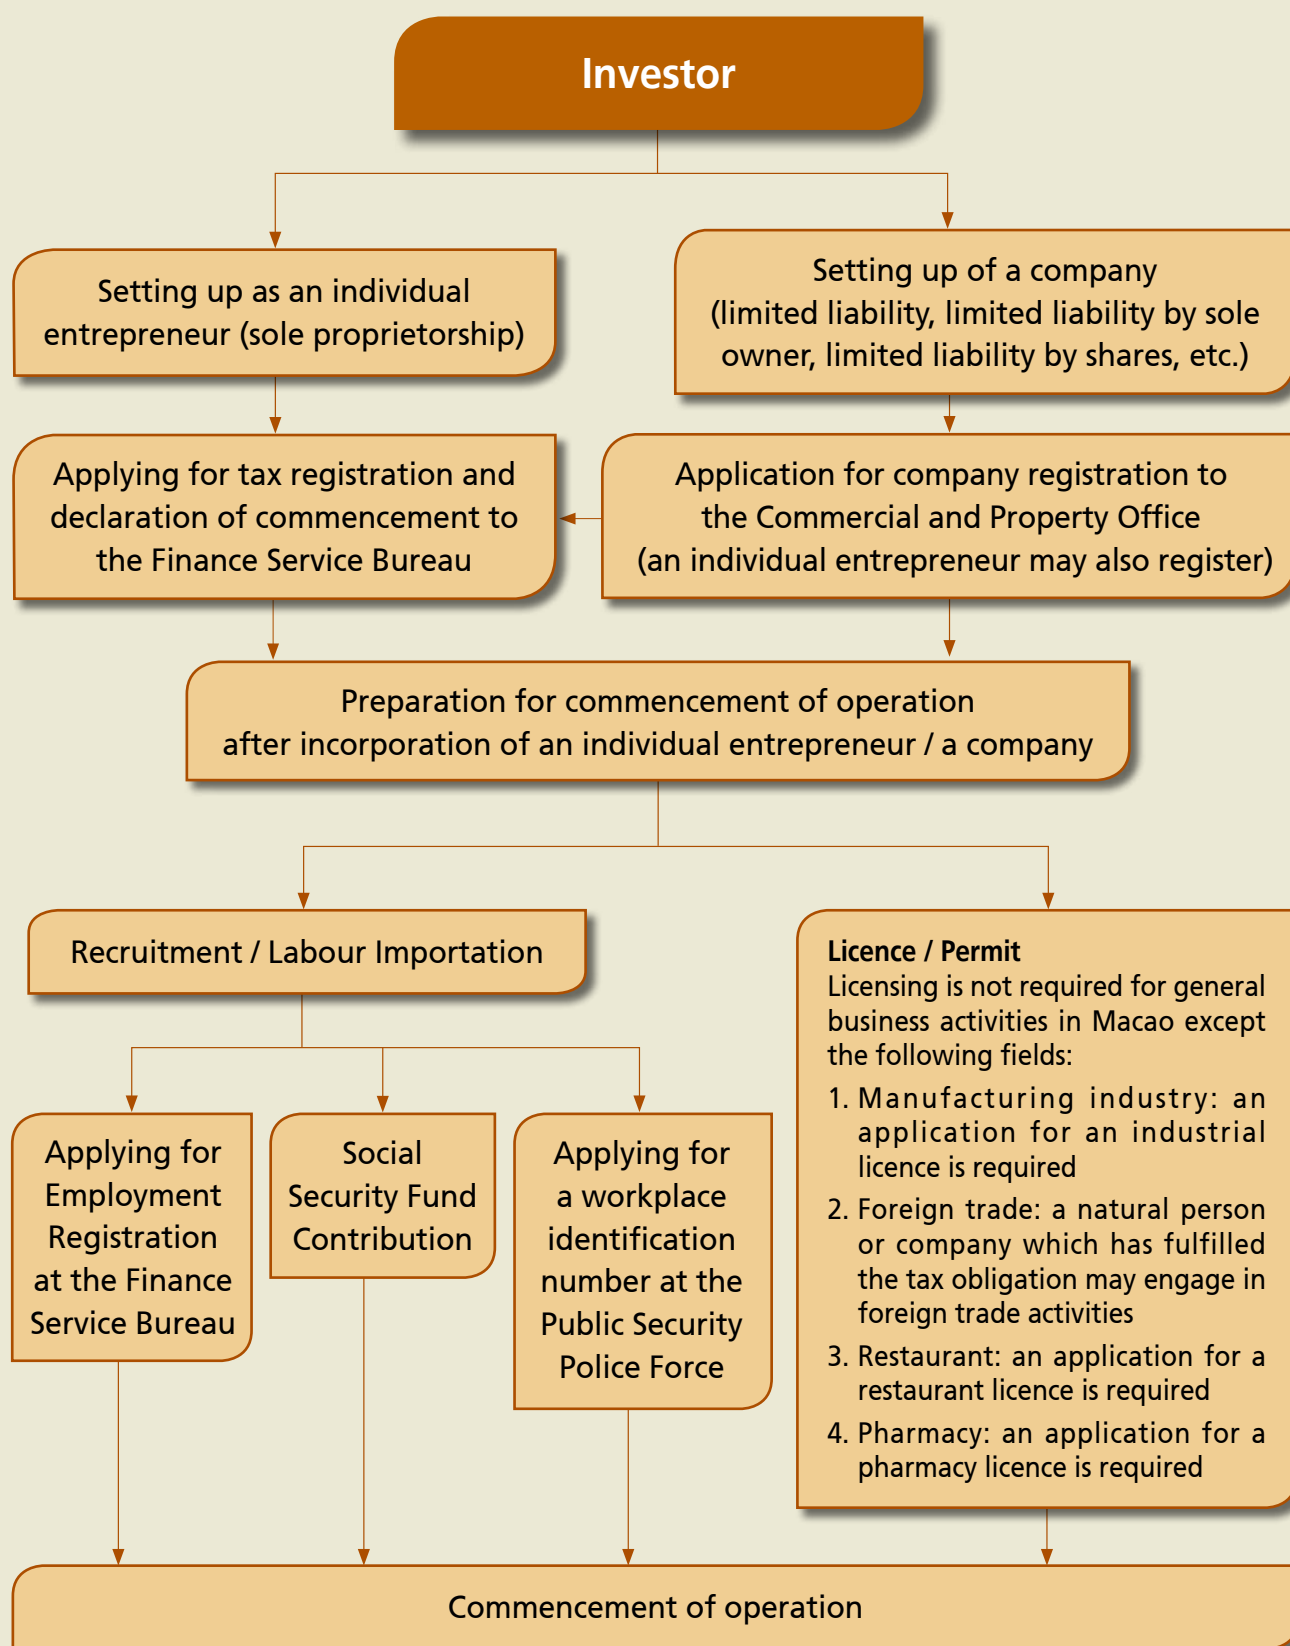 Investor
Setting up as an individual
entrepreneur (sole proprietorship)
Setting up of a company
(limited liability, limited liability by sole
owner, limited liability by shares, etc.)
Applying for tax registration and
declaration of commencement to
the Finance Service Bureau
Application for company registration to
the Commercial and Property Office
(an individual entrepreneur may also register)
Preparation for commencement of operation
after incorporation of an individual entrepreneur / a company
Recruitment / Labour Importation
Applying for
Employment
Registration
at the Finance
Service Bureau
Social
Security Fund
Contribution
Applying for
a workplace
identification
number at the
Public Security
Police Force
Licence / Permit
Licensing is not required for general
business activities in Macao except
the following fields:
1. Manufacturing industry: an
application for an industrial
licence is required
2. Foreign trade: a natural person
or company which has fulfilled
the tax obligation may engage in
foreign trade activities
3. Restaurant: an application for a
restaurant licence is required
4. Pharmacy: an application for a
pharmacy licence is required
Commencement of operation